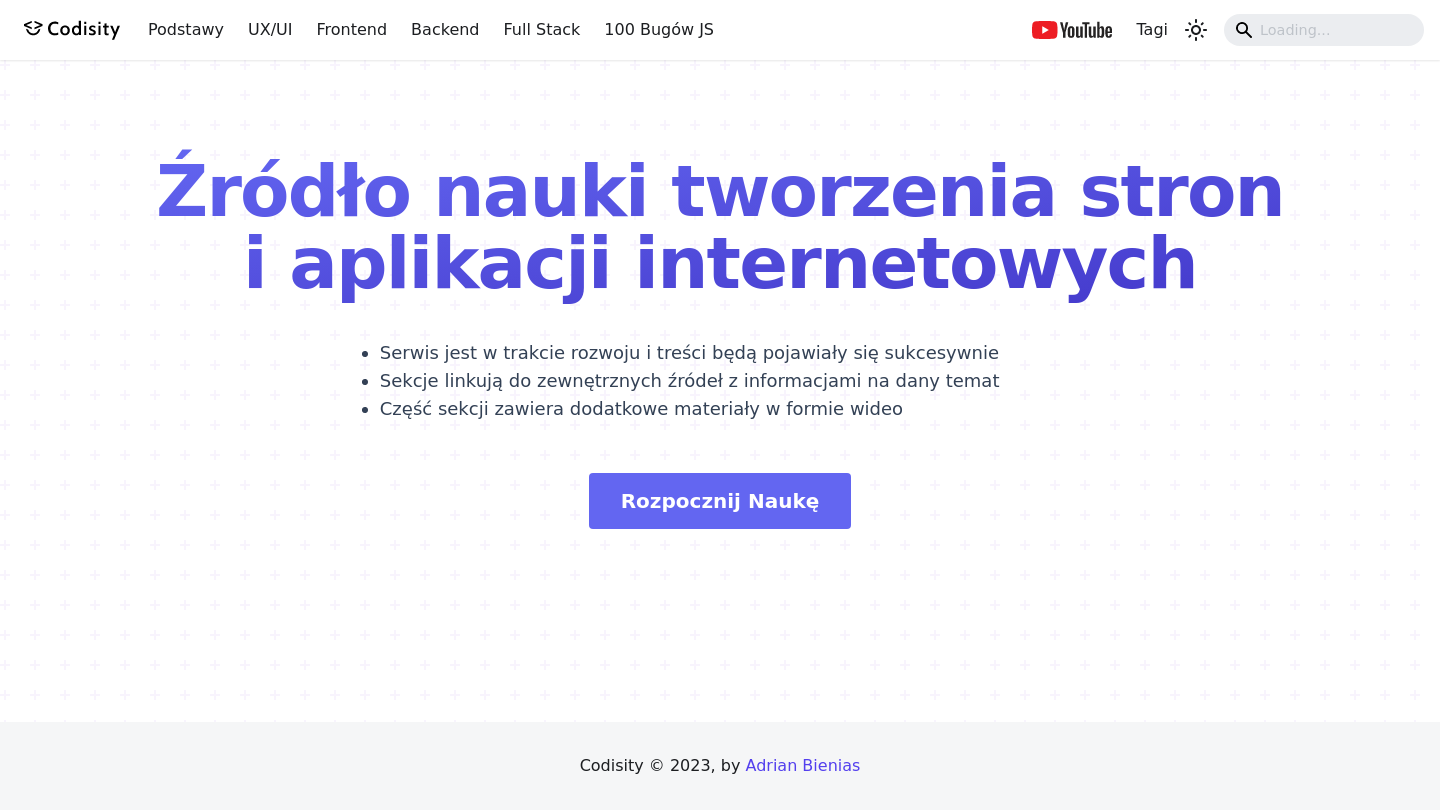 Codisity Podstawy UX/UI Frontend Backend Full Stack 100 Bugów JS YouTube Tagi Loading...
Źródło nauki tworzenia stron
i aplikacji internetowych
• Serwis jest w trakcie rozwoju i treści będą pojawiały się sukcesywnie
• Sekcje linkują do zewnętrznych źródeł z informacjami na dany temat
• Część sekcji zawiera dodatkowe materiały w formie wideo
Rozpocznij Naukę
Codisity © 2023, by Adrian Bienias